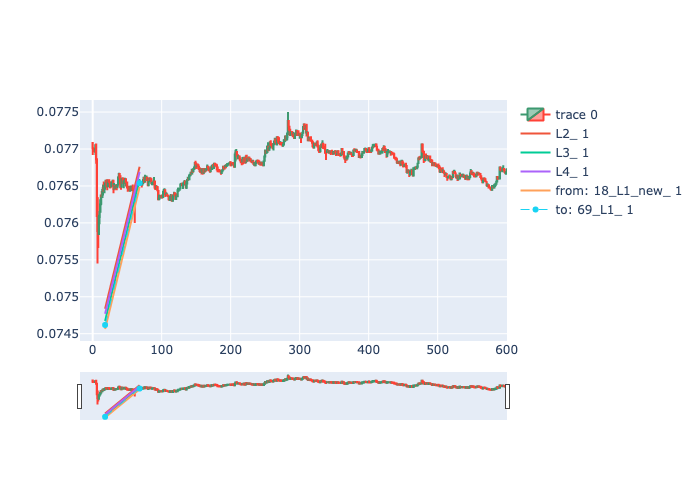 0.0775
0.077
0.0765
0.076
0.0755
0.075
0.0745
0
100
200
300
400
500
600
trace 0
L2_ 1
L3_ 1
L4_ 1
from: 18_L1_new_ 1
to: 69_L1_ 1